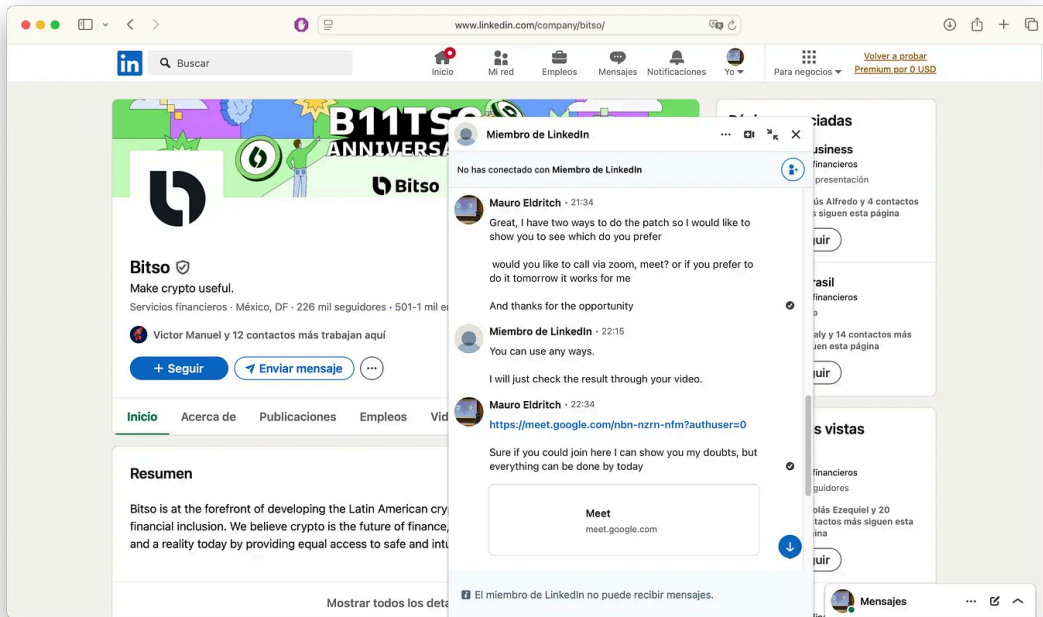 www.linkedin.com/company/bitso/
in
Buscar
Inicio
Mi red
Empleos
Mensajes
Notificaciones
Yo
Para negocios
Volver a probar
Premium por 0 USD
B11TSO
ANNIVERSA
Bitso
Bitso
Make crypto useful.
Servicios financieros · México, DF · 226 mil seguidores · 501-1 mil
Victor Manuel y 12 contactos más trabajan aquí
+ Seguir
Enviar mensaje
Inicio
Acerca de
Publicaciones
Empleos
Vid
Resumen
Bitso is at the forefront of developing the Latin American cry
financial inclusion. We believe crypto is the future of finance,
and a reality today by providing equal access to safe and intu
Mostrar todos los deta
Miembro de LinkedIn
No has conectado con Miembro de LinkedIn
Mauro Eldritch · 21:34
Great, I have two ways to do the patch so I would like to
show you to see which do you prefer
would you like to call via zoom, meet? or if you prefer to
do it tomorrow it works for me
And thanks for the opportunity
Miembro de LinkedIn · 22:15
You can use any ways.
I will just check the result through your video.
Mauro Eldritch · 22:34
https://meet.google.com/nbn-nzrn-nfm?authuser=0
Sure if you could join here I can show you my doubts, but
everything can be done by today
Meet
meet.google.com
El miembro de LinkedIn no puede recibir mensajes.
ciadas
usiness
financieros
presentación
ús Alfredo y 4 contactos
siguen esta página
uir
rasil
financieros
aly y 14 contactos más
uen esta página
uir
s vistas
financieros
guidores
olás Ezequiel y 20
tactos más siguen esta
ina
uir
Mensajes